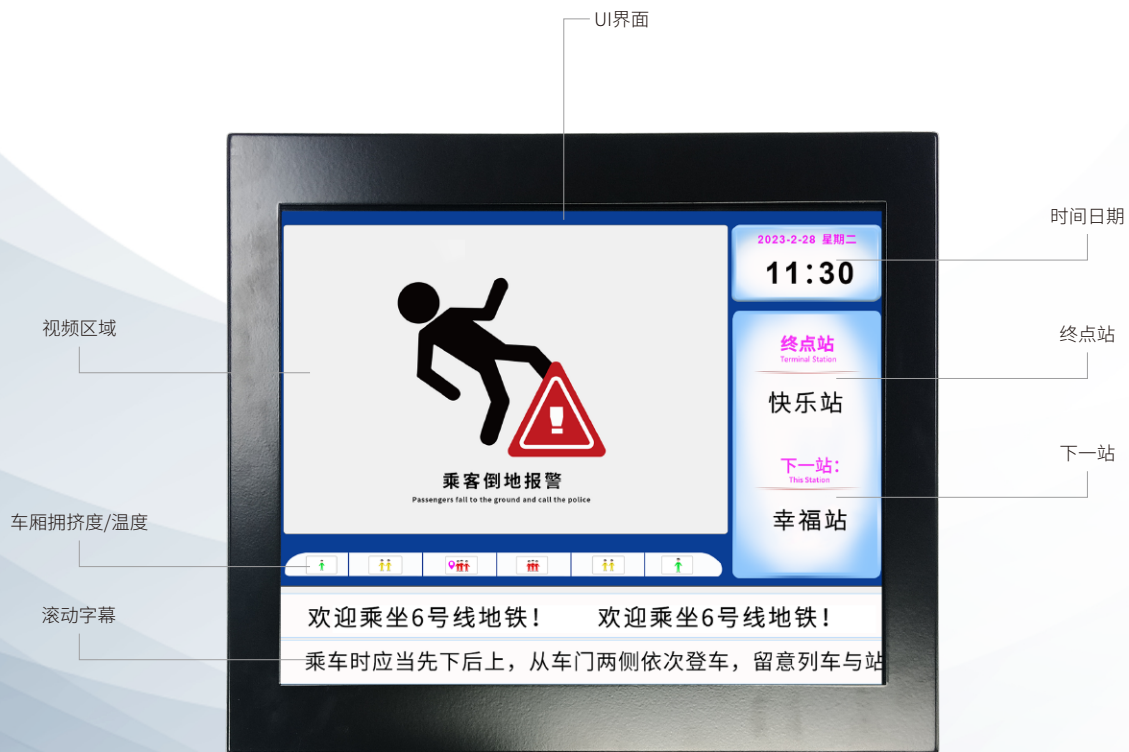 UI界面
时间日期
视频区域
终点站
下一站
车厢拥挤度/温度
滚动字幕
2023-2-28 星期二
11:30
终点站
Terminal Station
快乐站
下一站:
This Station
幸福站
乘客倒地报警
Passengers fall to the ground and call the police
欢迎乘坐6号线地铁! 欢迎乘坐6号线地铁!
乘车时应当先下后上，从车门两侧依次登车，留意列车与站